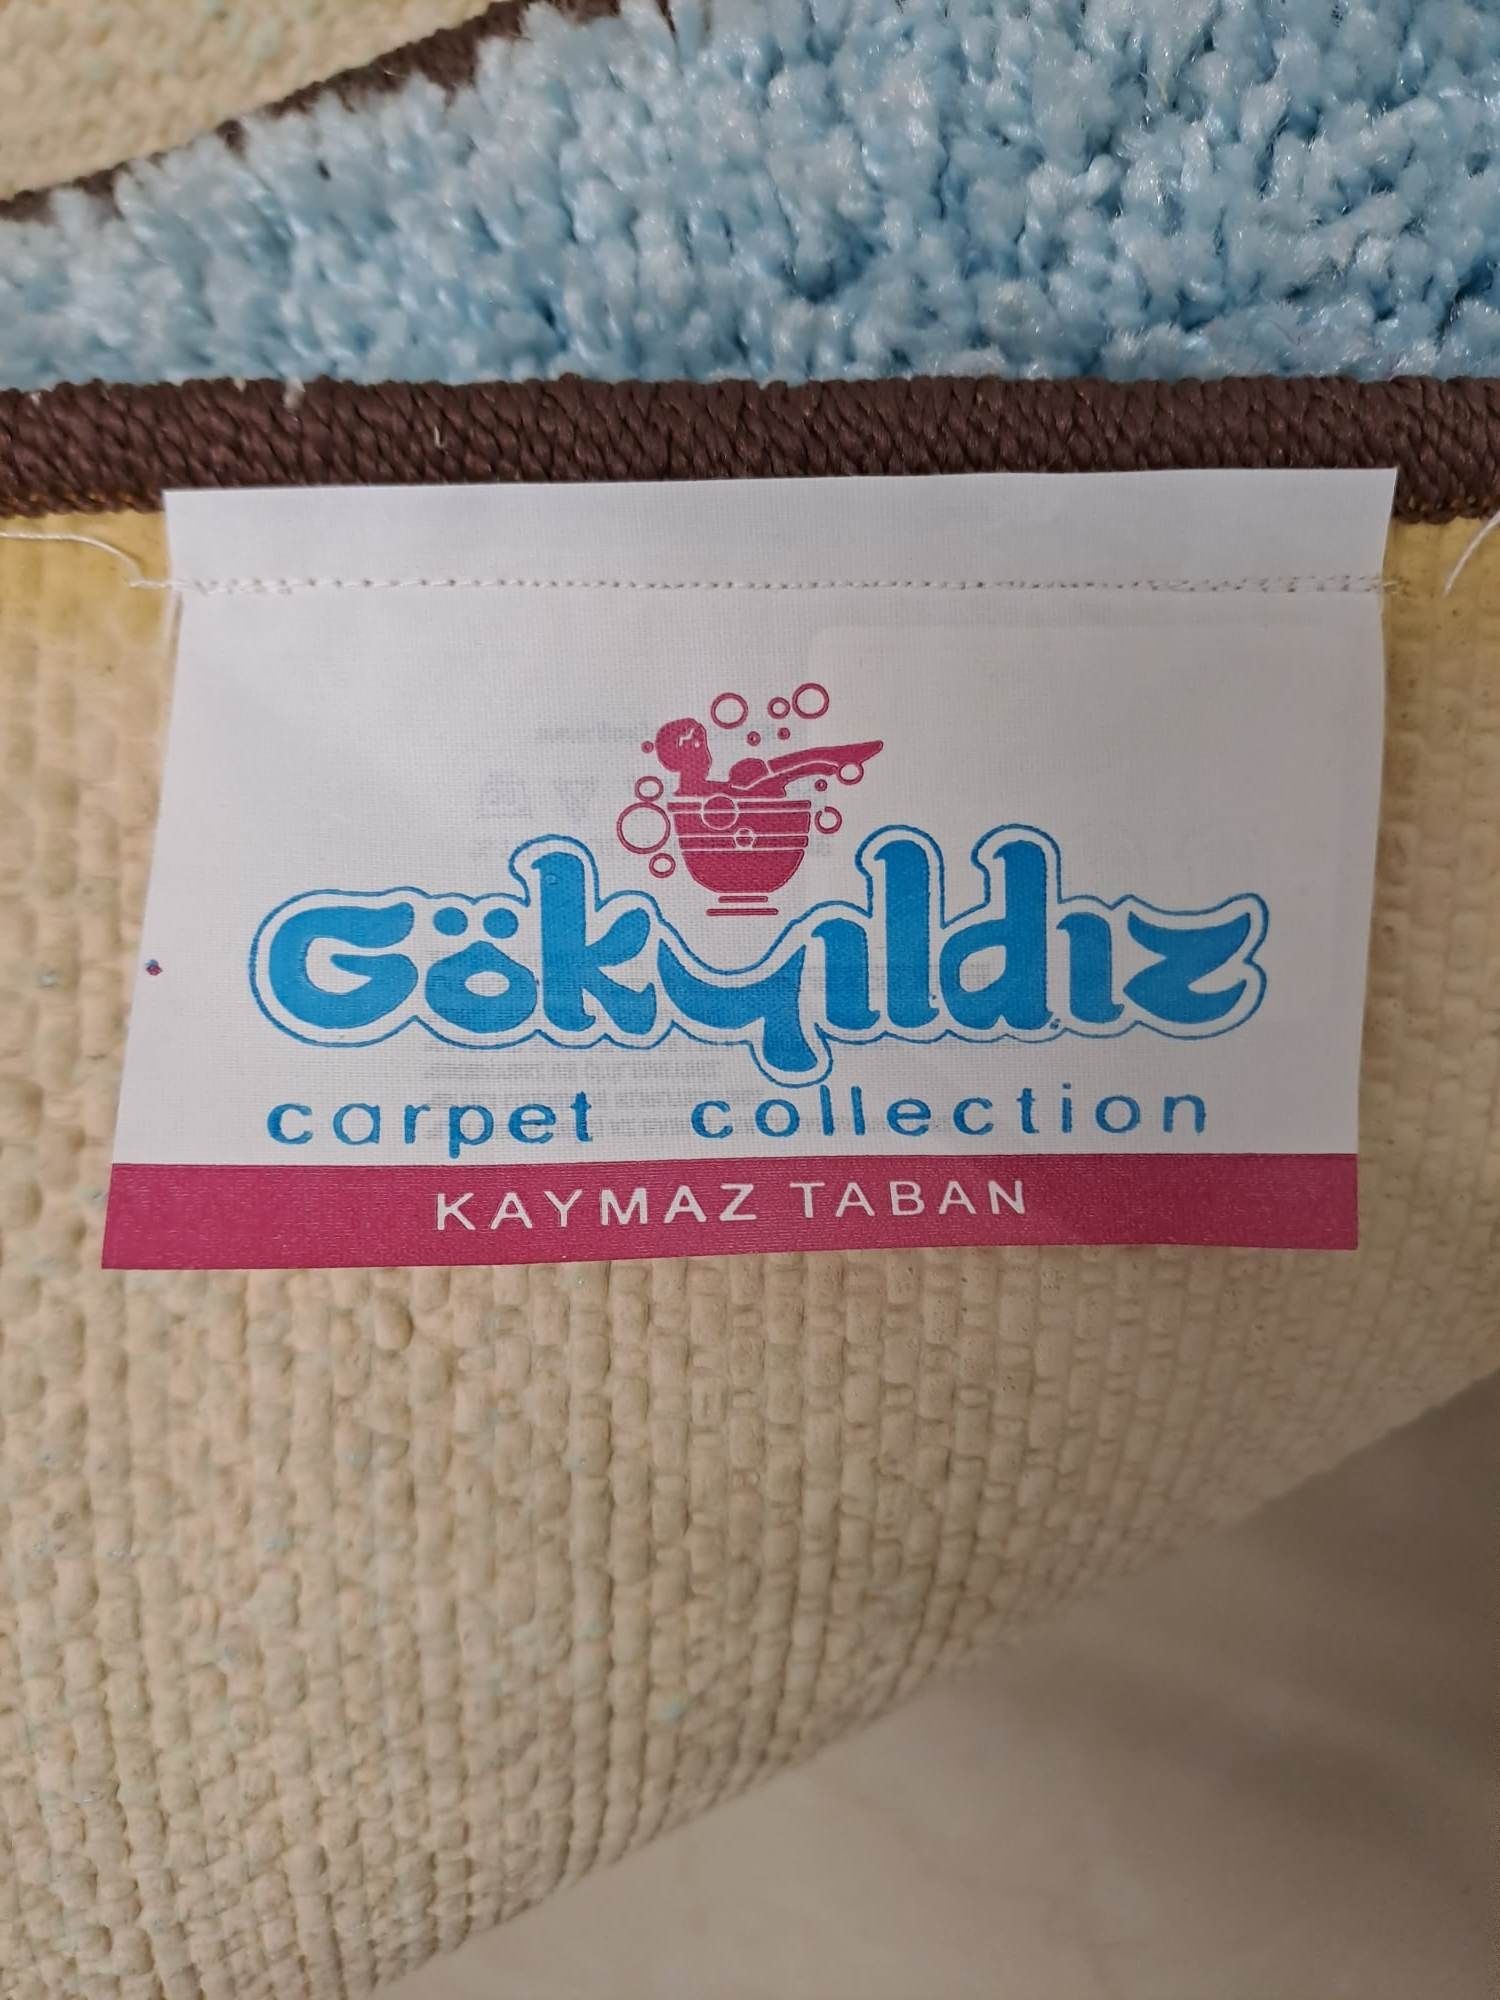 Gökyıldız
carpet collection
KAYMAZ TABAN